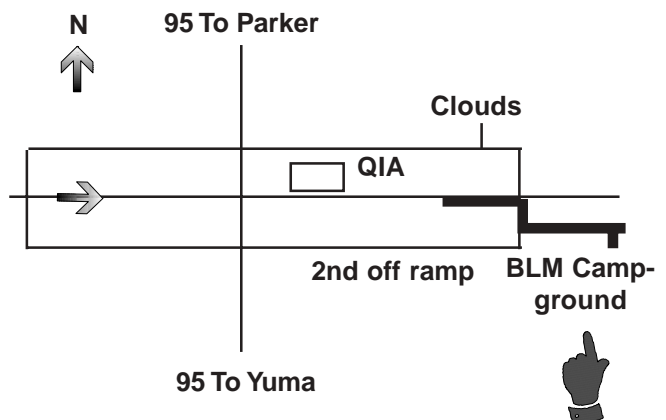 N
95 To Parker
Clouds
QIA
2nd off ramp
BLM Camp-
ground
95 To Yuma